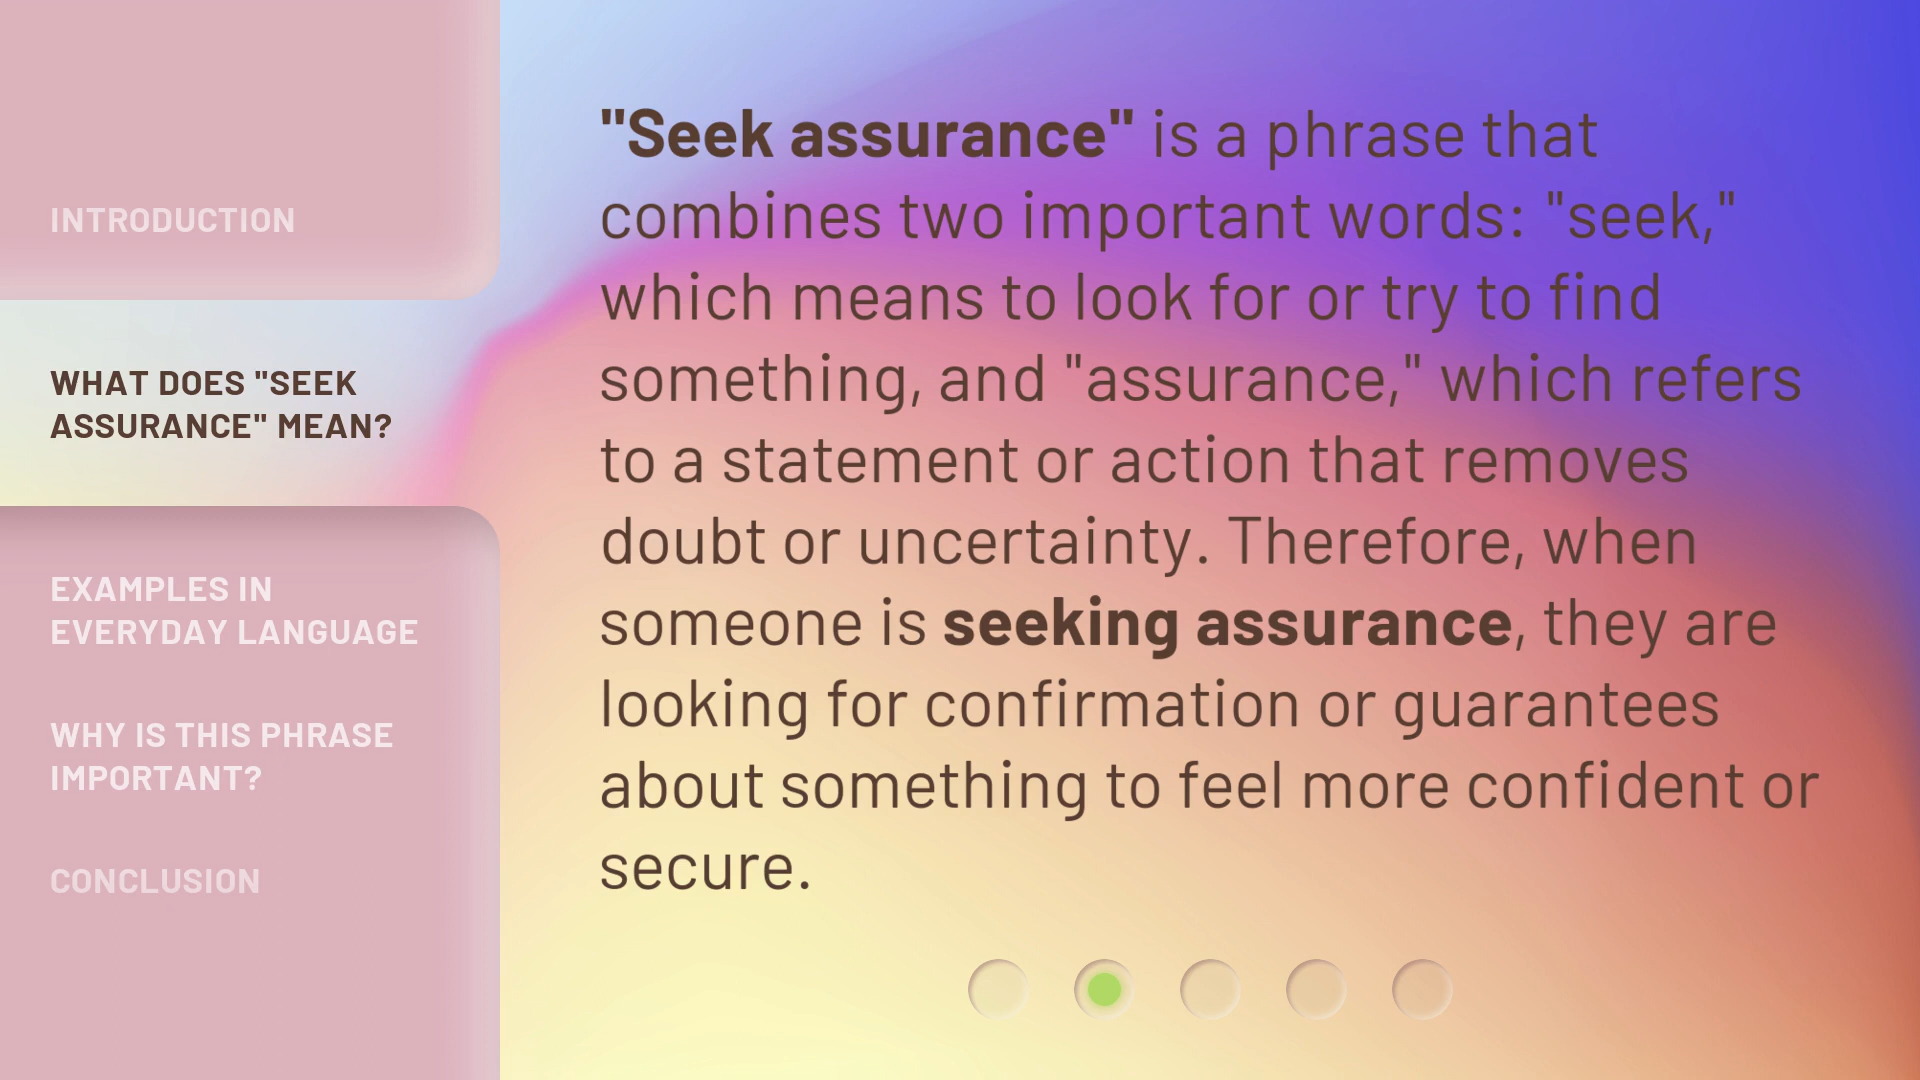 INTRODUCTION
WHAT DOES "SEEK
ASSURANCE" MEAN?
EXAMPLES IN
EVERYDAY LANGUAGE
WHY IS THIS PHRASE
IMPORTANT?
CONCLUSION
"Seek assurance" is a phrase that
combines two important words: "seek,"
which means to look for or try to find
something, and "assurance," which refers
to a statement or action that removes
doubt or uncertainty. Therefore, when
someone is seeking assurance, they are
looking for confirmation or guarantees
about something to feel more confident or
secure.